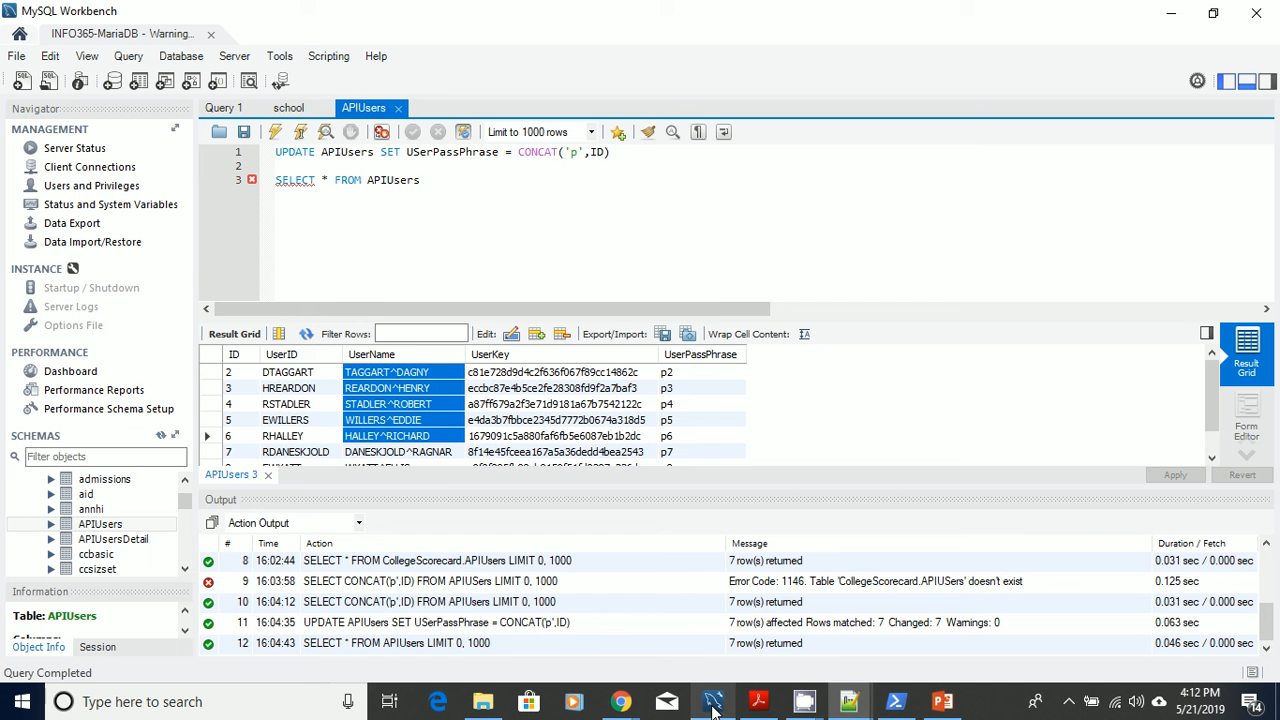 MySQL Workbench
INFO365-MariaDB - Warning...
File Edit View Query Database Server Tools Scripting Help
Navigator
MANAGEMENT
Server Status
Client Connections
Users and Privileges
Status and System Variables
Data Export
Data Import/Restore
INSTANCE
Startup / Shutdown
Server Logs
Options File
PERFORMANCE
Dashboard
Performance Reports
Performance Schema Setup
SCHEMAS
Filter objects
admissions
aid
annhi
APIUsers
APIUsersDetail
ccbasic
ccsizset
Information
Table: APIUsers
Object Info Session
Query 1 school APIUsers
Limit to 1000 rows
1 UPDATE APIUsers SET USerPassPhrase = CONCAT('p',ID)
2
3 SELECT * FROM APIUsers
Result Grid Filter Rows: Edit: Export/Import: Wrap Cell Content:
ID UserID UserName UserKey UserPassPhrase
2 DTAGGART TAGGART^DAGNY c81e728d9d4c2f636f067f89cc14862c p2
3 HREARDON REARDON^HENRY eccbc87e4b5ce2fe28308fd9f2a7baf3 p3
4 RSTADLER STADLER^ROBERT a87ff679a2f3e71d9181a67b7542122c p4
5 EWILLERS WILLERS^EDDIE e4da3b7fbbce2345d7772b0674a318d5 p5
6 RHALLEY HALLEY^RICHARD 1679091c5a880faf6fb5e6087eb1b2dc p6
7 RDANESKJOLD DANESKJOLD^RAGNAR 8f14e45fceea167a5a36dedd4bea2543 p7
Result Grid
Form Editor
APIUsers 3
Apply Revert
Output
Action Output
# Time Action Message Duration / Fetch
8 16:02:44 SELECT * FROM CollegeScorecard.APIUsers LIMIT 0, 1000 7 row(s) returned 0.031 sec / 0.000 sec
9 16:03:58 SELECT CONCAT('p',ID) FROM APIUSers LIMIT 0, 1000 Error Code: 1146. Table 'CollegeScorecard.APIUSers' doesn't exist 0.125 sec
10 16:04:12 SELECT CONCAT('p',ID) FROM APIUsers LIMIT 0, 1000 7 row(s) returned 0.031 sec / 0.000 sec
11 16:04:35 UPDATE APIUsers SET USerPassPhrase = CONCAT('p',ID) 7 row(s) affected Rows matched: 7 Changed: 7 Warnings: 0 0.063 sec
12 16:04:43 SELECT * FROM APIUsers LIMIT 0, 1000 7 row(s) returned 0.046 sec / 0.000 sec
Query Completed
Type here to search
4:12 PM
5/21/2019
14